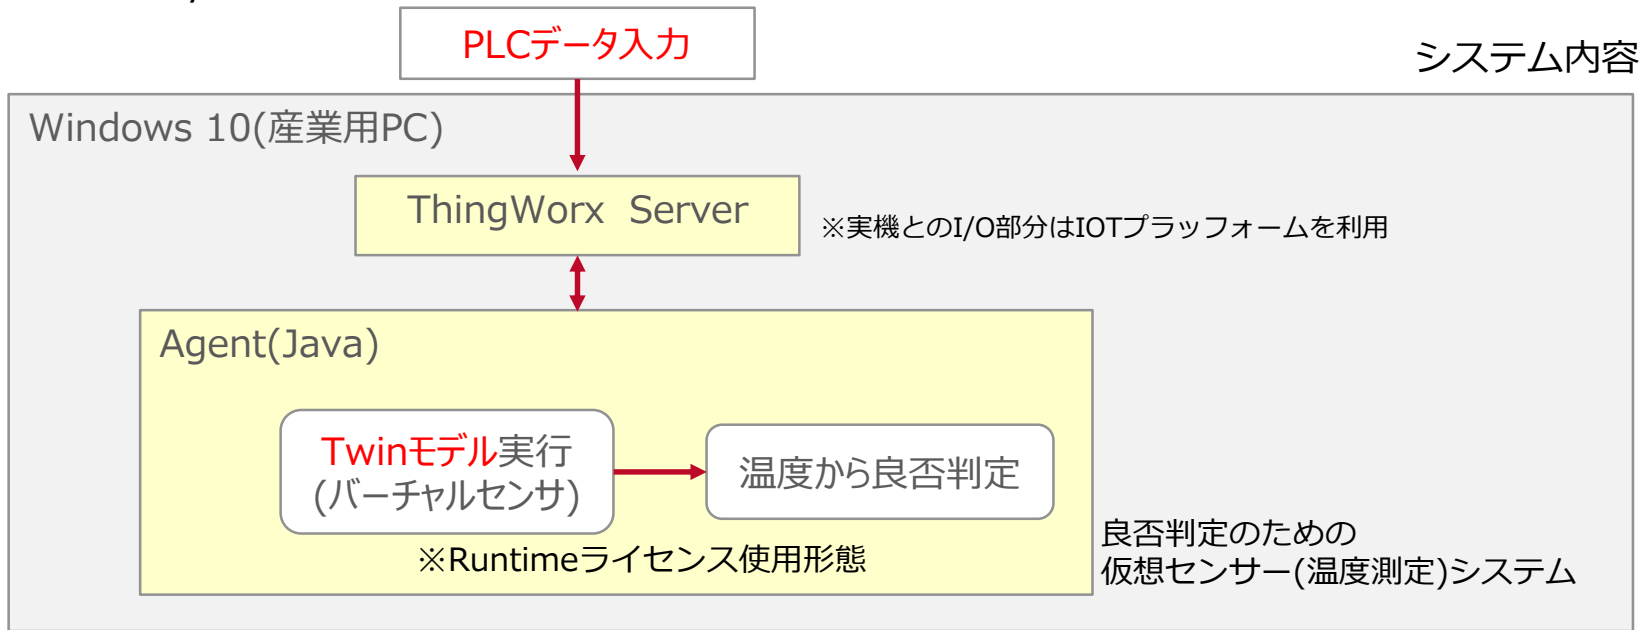 PLCデータ入力
システム内容
Windows 10(産業用PC)
ThingWorx Server
※実機とのI/O部分はIOTプラッフォームを利用
Agent(Java)
Twinモデル実行
(バーチャルセンサ)
温度から良否判定
※Runtimeライセンス使用形態
良否判定のための
仮想センサー(温度測定)システム